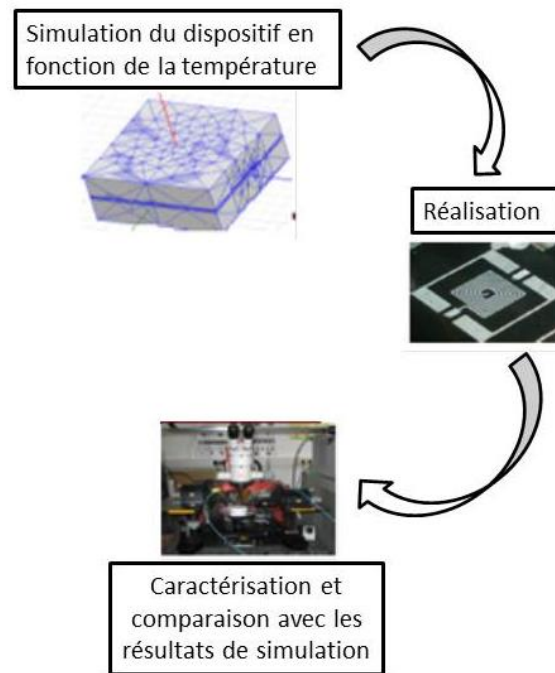 Simulation du dispositif en
fonction de la température
Réalisation
Caractérisation et
comparaison avec les
résultats de simulation